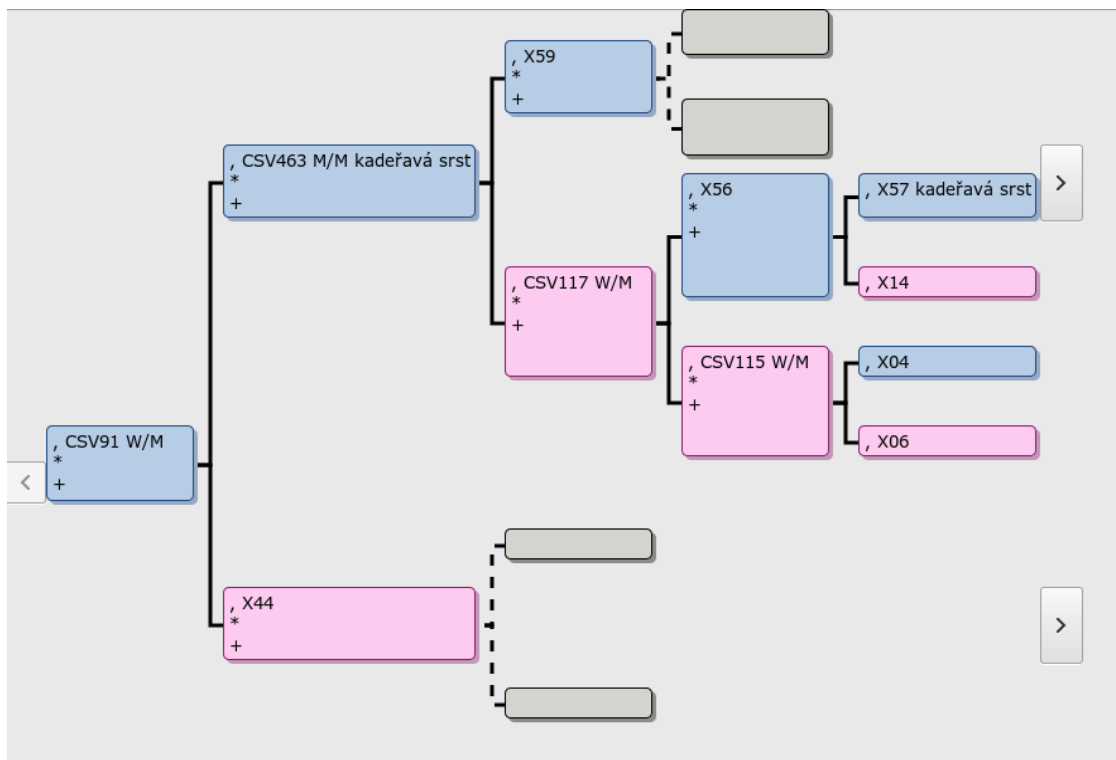 , X59
*
+
, CSV463 M/M kadeřavá srst
*
+
, X56
*
+
, X57 kadeřavá srst
, X14
, CSV117 W/M
*
+
, CSV115 W/M
*
+
, X04
, X06
, CSV91 W/M
*
+
, X44
*
+